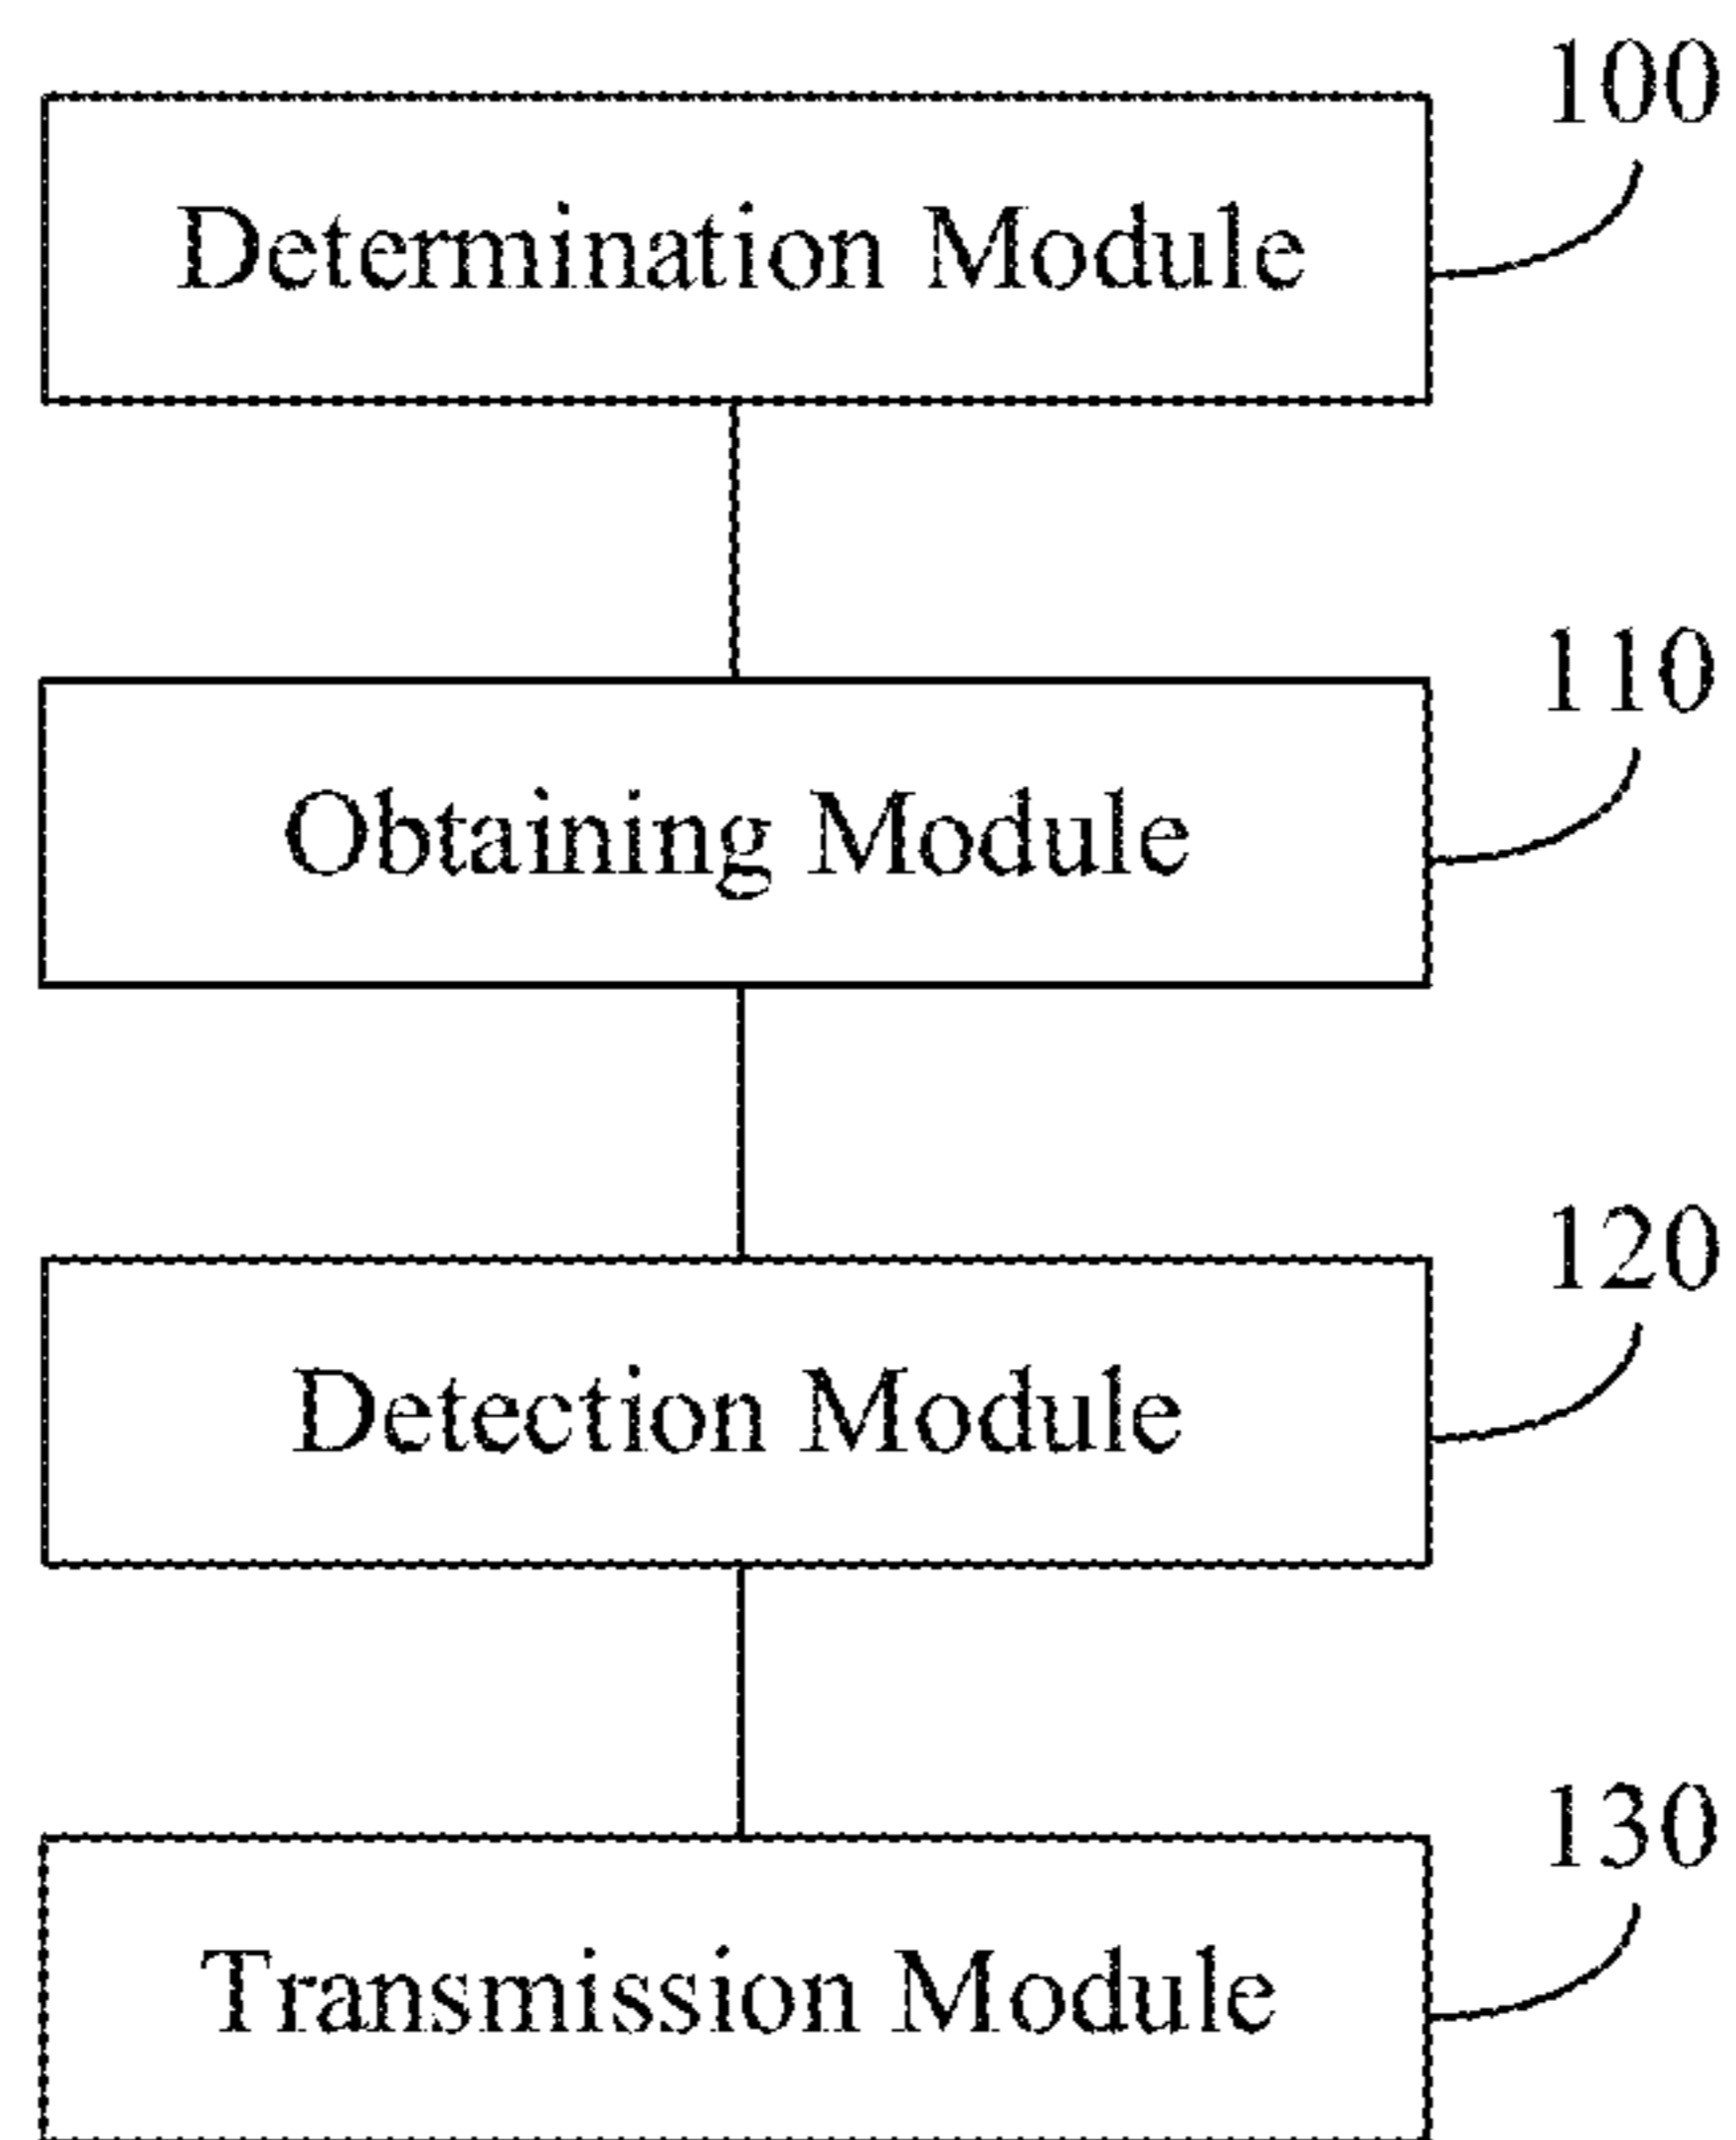 100
Determination Module
110
Obtaining Module
120
Detection Module
130
Transmission Module